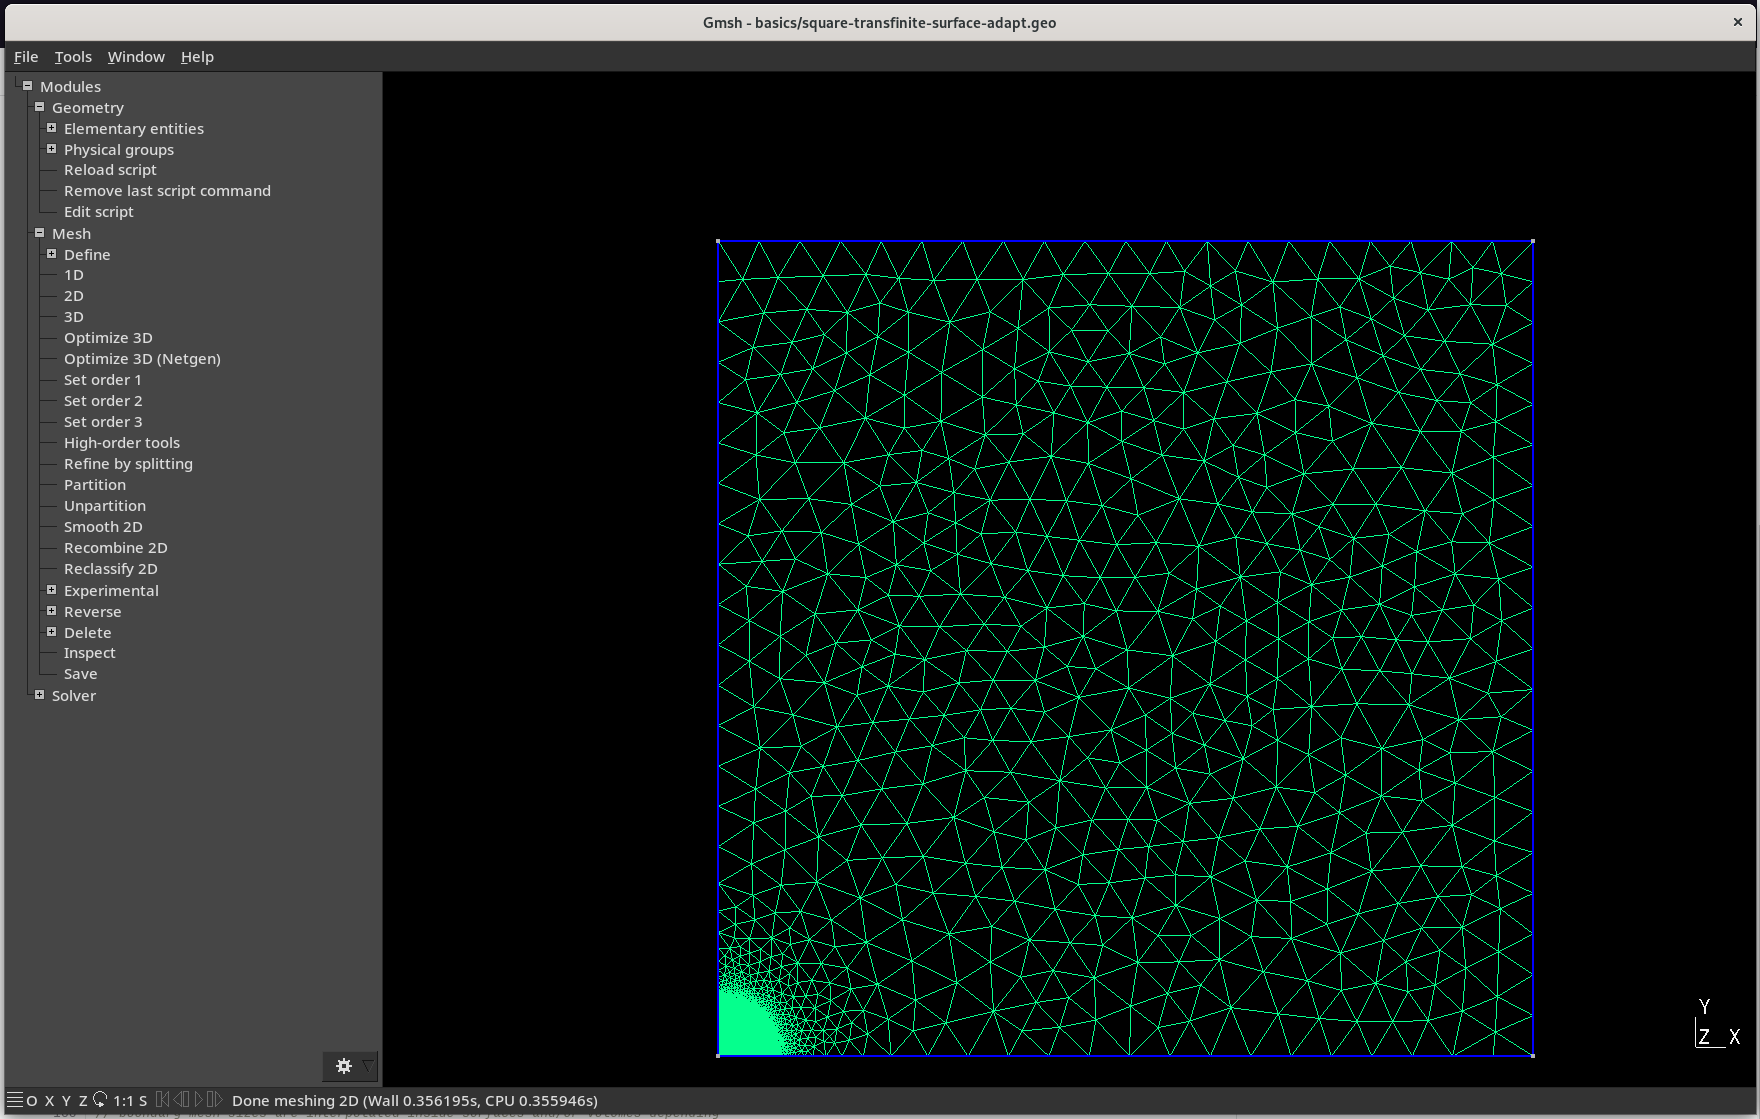 Gmsh - basics/square-transfinite-surface-adapt.geo
File Tools Window Help
Modules
Geometry
Elementary entities
Physical groups
Reload script
Remove last script command
Edit script
Mesh
Define
1D
2D
3D
Optimize 3D
Optimize 3D (Netgen)
Set order 1
Set order 2
Set order 3
High-order tools
Refine by splitting
Partition
Unpartition
Smooth 2D
Recombine 2D
Reclassify 2D
Experimental
Reverse
Delete
Inspect
Save
Solver
Y
Z X
O X Y Z 1:1 S Done meshing 2D (Wall 0.356195s, CPU 0.355946s)